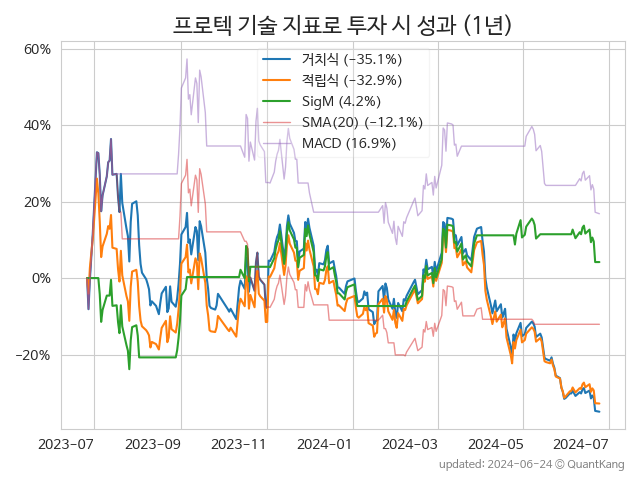 프로텍 기술 지표로 투자 시 성과 (1년)
60%
40%
20%
0%
−20%
거치식 (−35.1%)
적립식 (−32.9%)
SigM (4.2%)
SMA(20) (−12.1%)
MACD (16.9%)
2023-07
2023-09
2023-11
2024-01
2024-03
2024-05
2024-07
updated: 2024-06-24 @ QuantKang